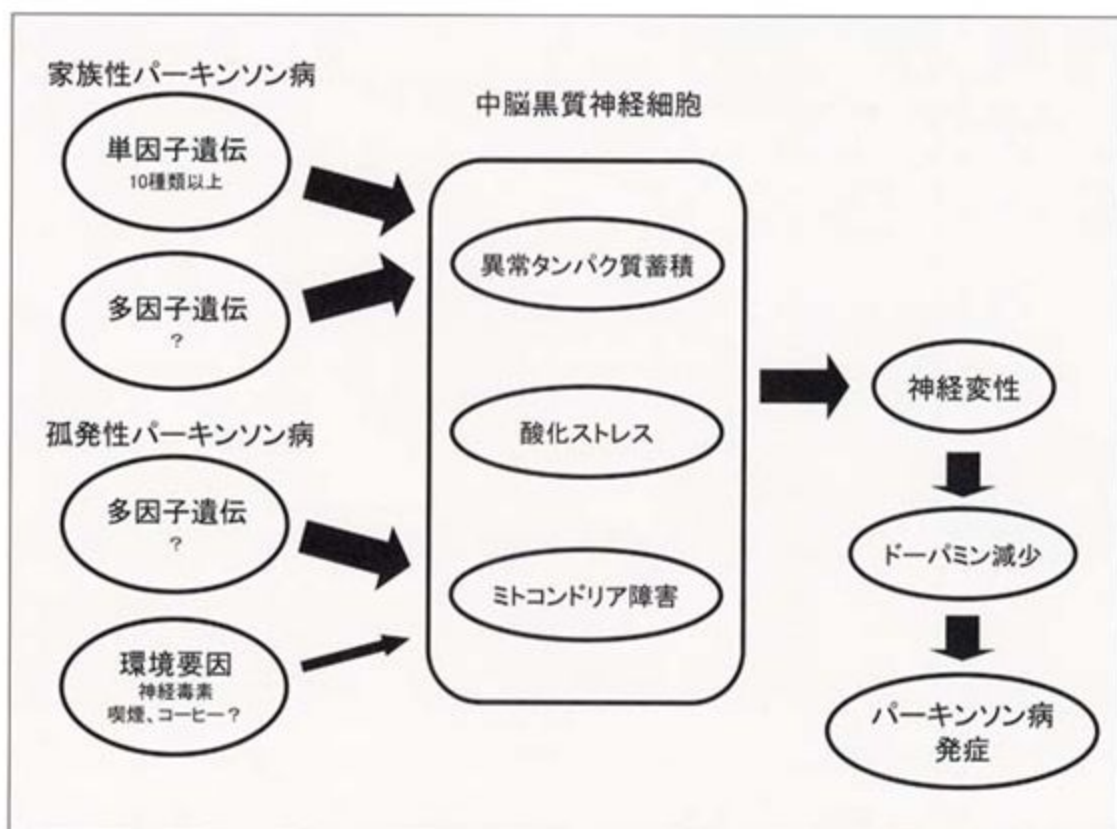 家族性パーキンソン病
単因子遺伝
10種類以上
多因子遺伝
?
孤発性パーキンソン病
多因子遺伝
?
環境要因
神経毒素
喫煙、コーヒー?
中脳黒質神経細胞
異常タンパク質蓄積
酸化ストレス
ミトコンドリア障害
神経変性
ドーパミン減少
パーキンソン病
発症